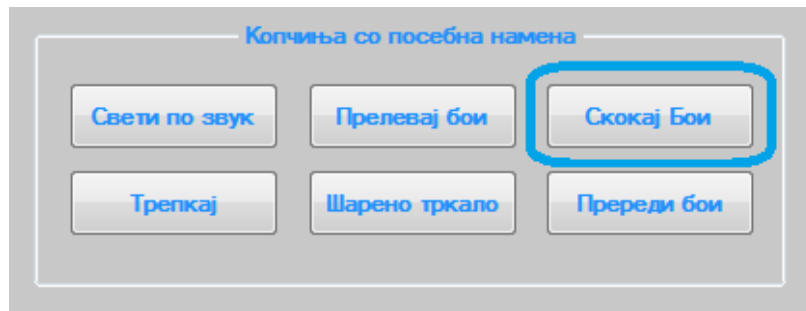 Копчиња со посебна намена
Свети по звук
Прелевај бои
Скокај Бои
Трепкај
Шарено тркало
Пререди бои